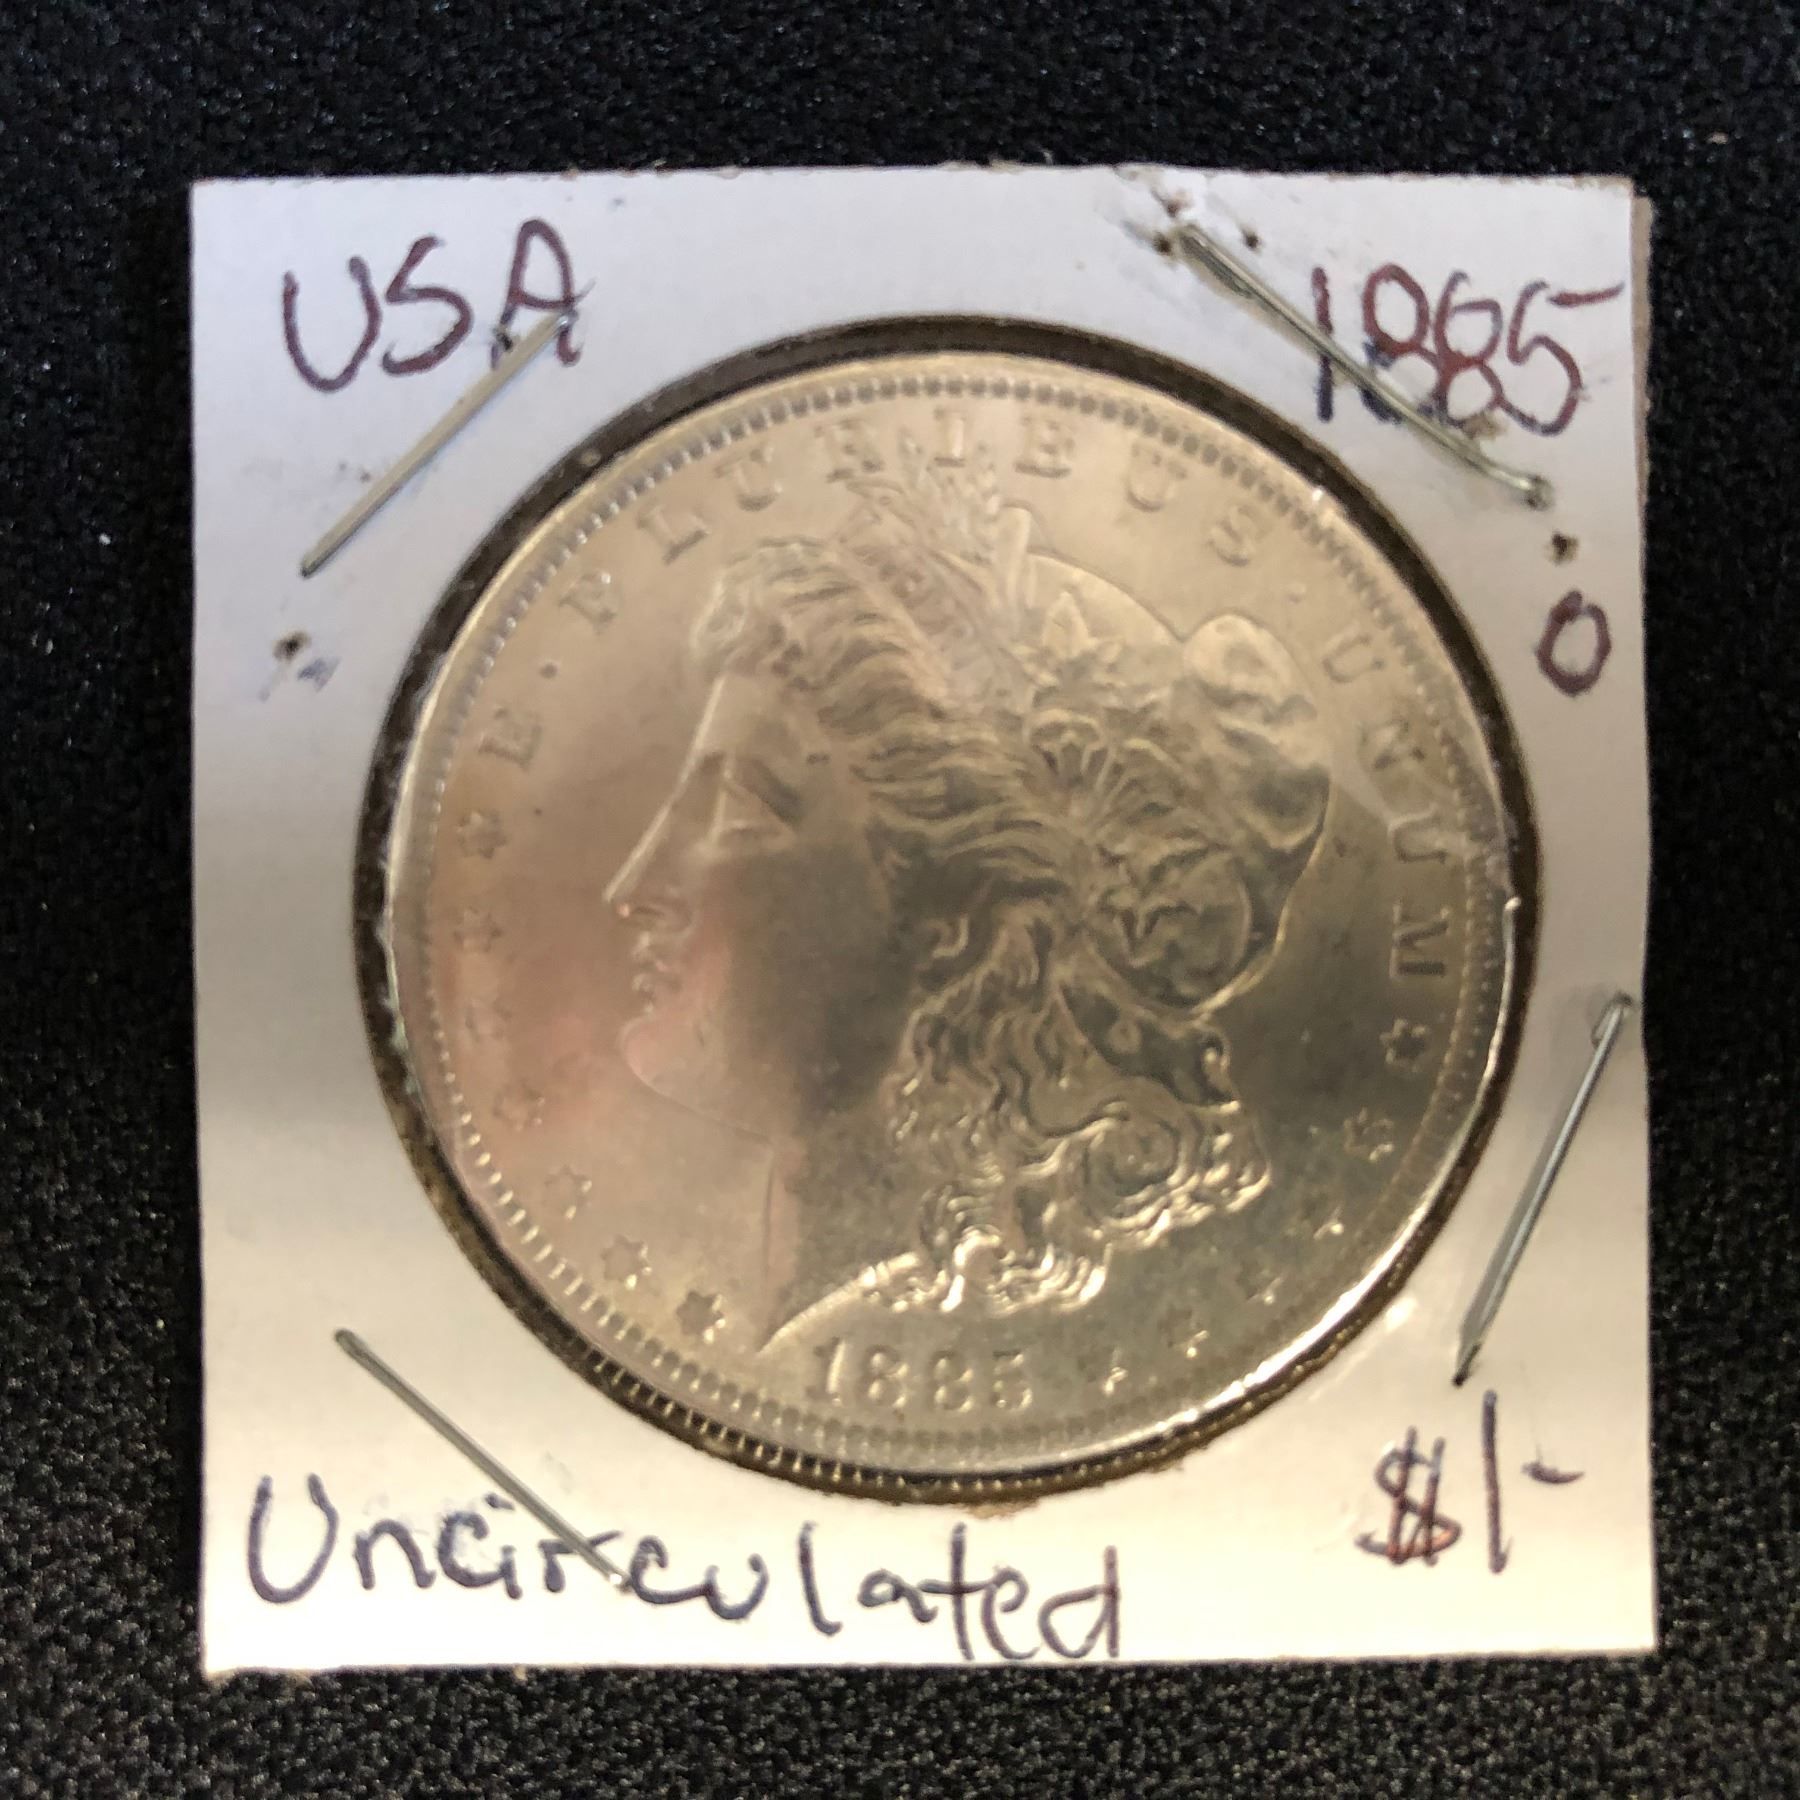 USA
1885
O
E·PLURIBUS·UNUM
1885
$1-
Uncirculated